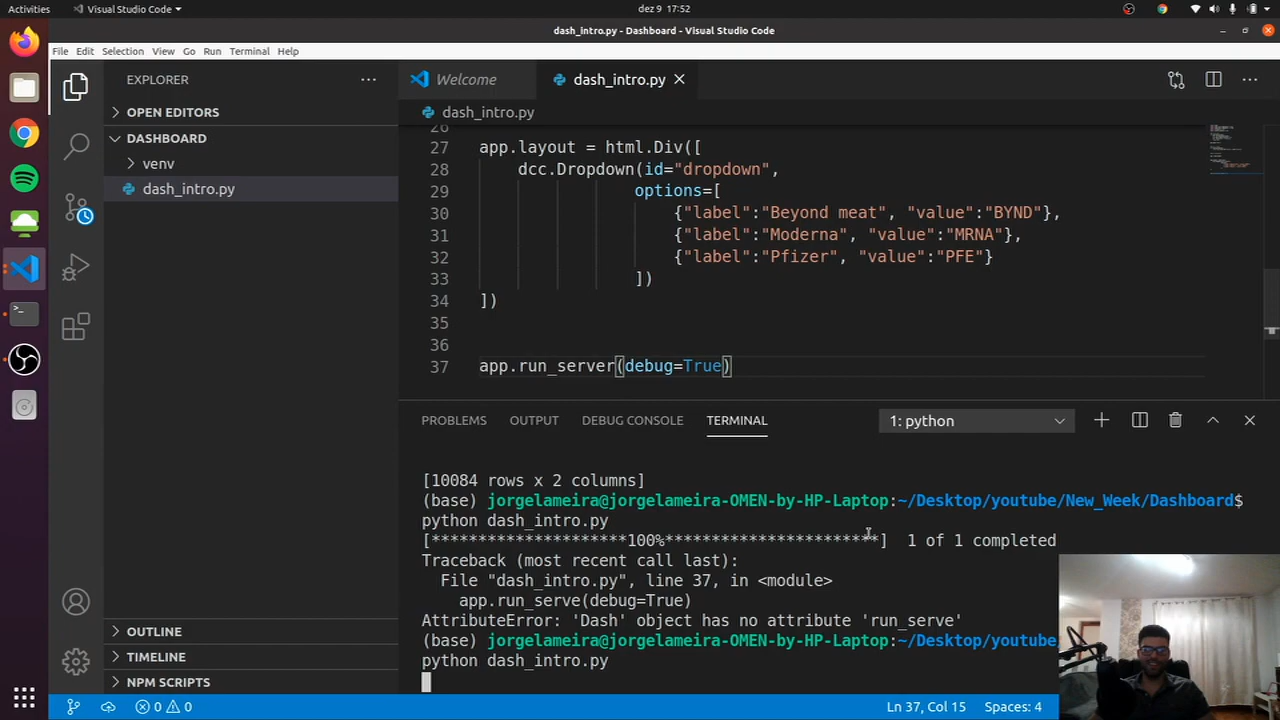 Activities
Visual Studio Code
dez 9 17:52
dash_intro.py - Dashboard - Visual Studio Code
File Edit Selection View Go Run Terminal Help
EXPLORER
OPEN EDITORS
DASHBOARD
venv
dash_intro.py
OUTLINE
TIMELINE
NPM SCRIPTS
Welcome
dash_intro.py
dash_intro.py
26
27 app.layout = html.Div([
28 dcc.Dropdown(id="dropdown",
29 options=[
30 {"label":"Beyond meat", "value":"BYND"},
31 {"label":"Moderna", "value":"MRNA"},
32 {"label":"Pfizer", "value":"PFE"}
33 ])
34 ])
35
36
37 app.run_server(debug=True)
PROBLEMS OUTPUT DEBUG CONSOLE TERMINAL
1: python
[10084 rows x 2 columns]
(base) jorgelameira@jorgelameira-OMEN-by-HP-Laptop:~/Desktop/youtube/New_Week/Dashboard$
python dash_intro.py
[*********************100%***********************] 1 of 1 completed
Traceback (most recent call last):
File "dash_intro.py", line 37, in <module>
app.run_serve(debug=True)
AttributeError: 'Dash' object has no attribute 'run_serve'
(base) jorgelameira@jorgelameira-OMEN-by-HP-Laptop:~/Desktop/youtube
python dash_intro.py
0 0
Ln 37, Col 15
Spaces: 4